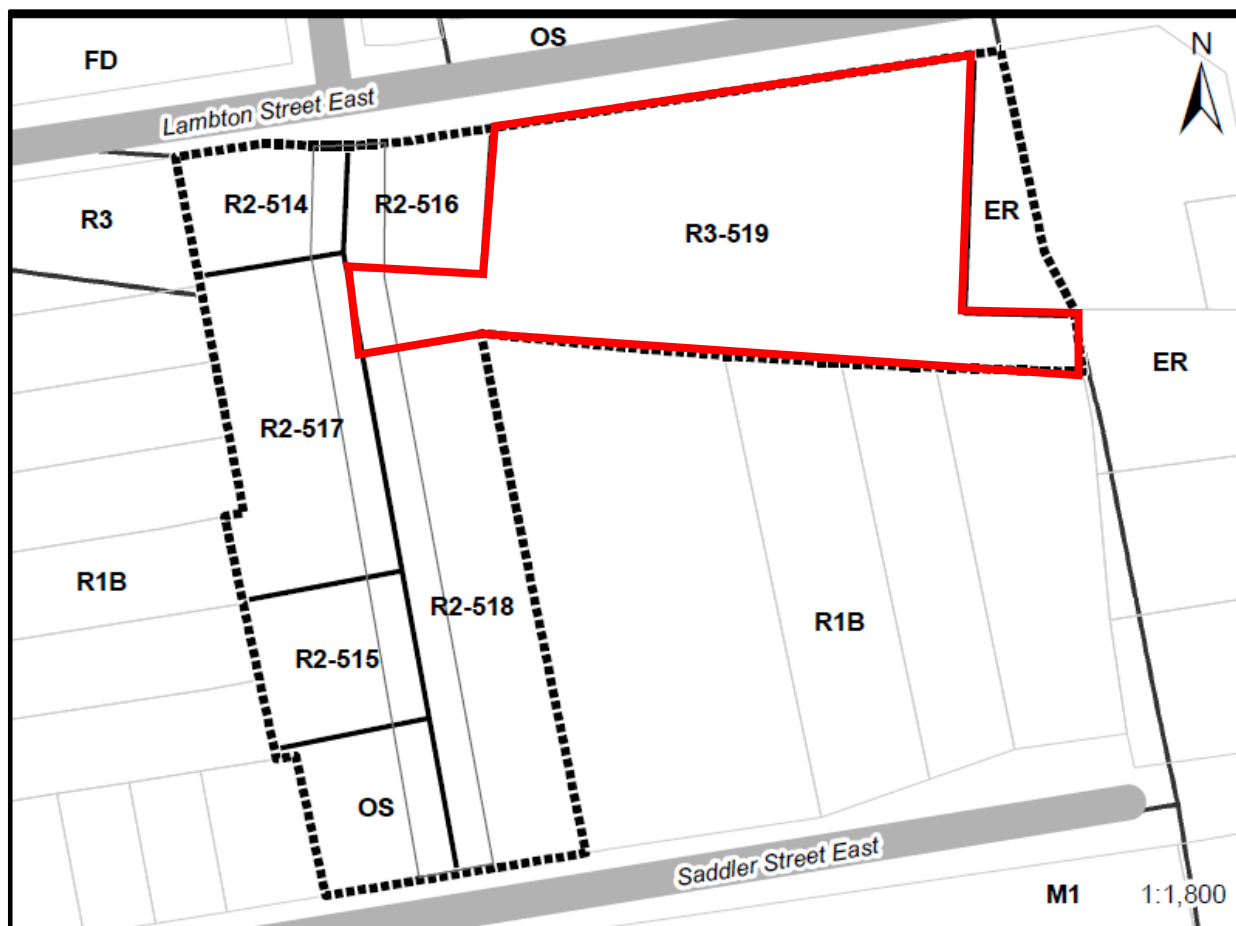 OS
FD
N
Lambton Street East
R2-514
R2-516
R3
ER
R3-519
ER
R2-517
R1B
R2-518
R1B
R2-515
OS
Saddler Street East
M1
1:1,800